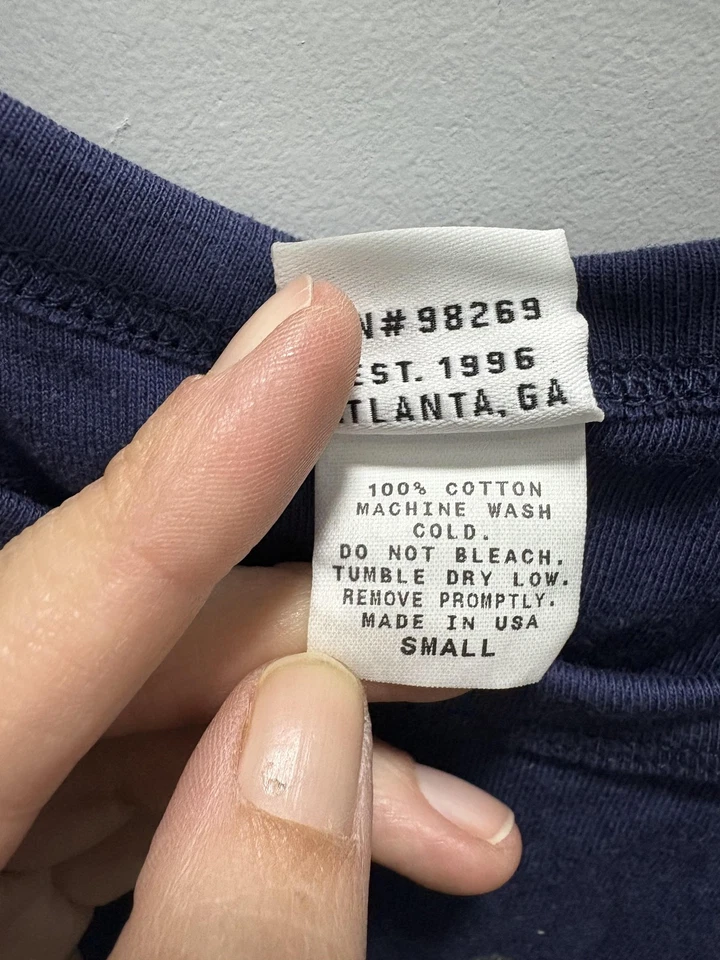 N#98269
EST. 1996
ATLANTA, GA
100% COTTON
MACHINE WASH
COLD.
DO NOT BLEACH.
TUMBLE DRY LOW.
REMOVE PROMPTLY.
MADE IN USA
SMALL